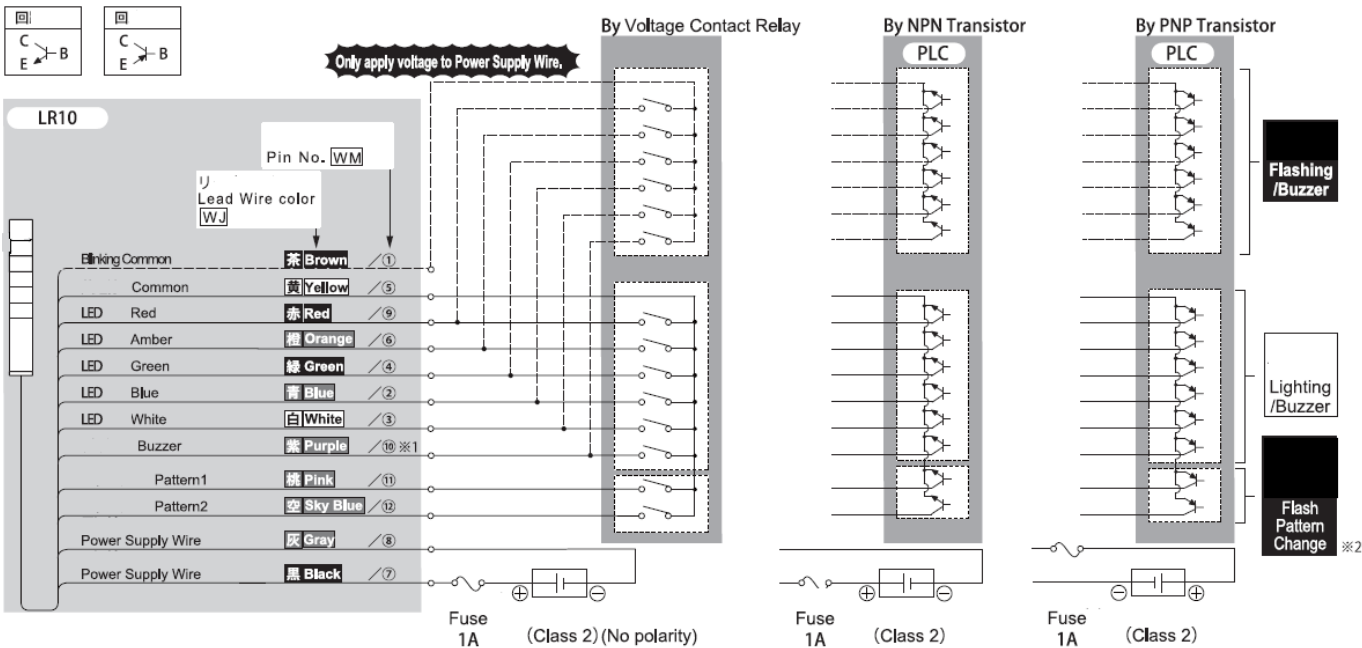 回
C
B
E
回
C
B
E
Only apply voltage to Power Supply Wire.
By Voltage Contact Relay
By NPN Transistor
PLC
By PNP Transistor
PLC
LR10
Pin No. WM
リ
Lead Wire color
WJ
Flashing
/Buzzer
Blinking Common 茶 Brown /①
Common 黄 Yellow /⑤
LED Red 赤 Red /⑨
LED Amber 橙 Orange /⑥
LED Green 緑 Green /④
LED Blue 青 Blue /②
LED White 白 White /③
Buzzer 紫 Purple /⑩ ※1
Pattern1 桃 Pink /⑪
Pattern2 空 Sky Blue /⑫
Power Supply Wire 灰 Gray /⑧
Power Supply Wire 黒 Black /⑦
Lighting
/Buzzer
Flash
Pattern
Change ※2
⊕ ⊖
Fuse
1A
(Class 2) (No polarity)
⊕ ⊖
Fuse
1A
(Class 2)
⊖ ⊕
Fuse
1A
(Class 2)